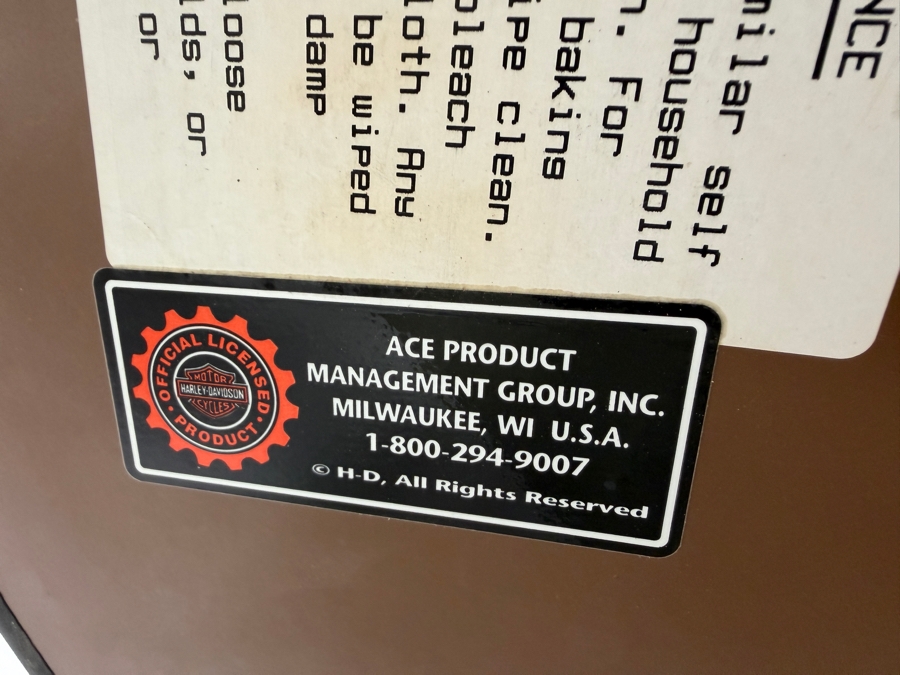 NCE
milar self
household
n. For
baking
ipe clean.
bleach
loth. Any
be wiped
damp
loose
lds, or
or
OFFICIAL LICENSED
MOTOR
HARLEY-DAVIDSON
CYCLES
• PRODUCT •
ACE PRODUCT
MANAGEMENT GROUP, INC.
MILWAUKEE, WI U.S.A.
1-800-294-9007
© H-D, All Rights Reserved